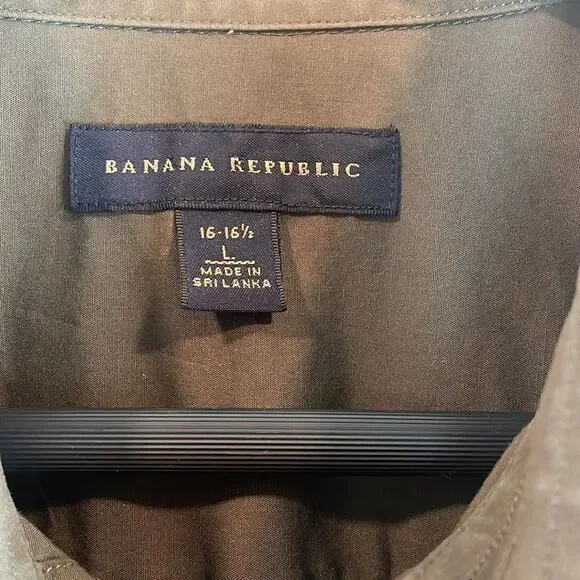 BANANA REPUBLIC
16-16½
L
MADE IN
SRI LANKA